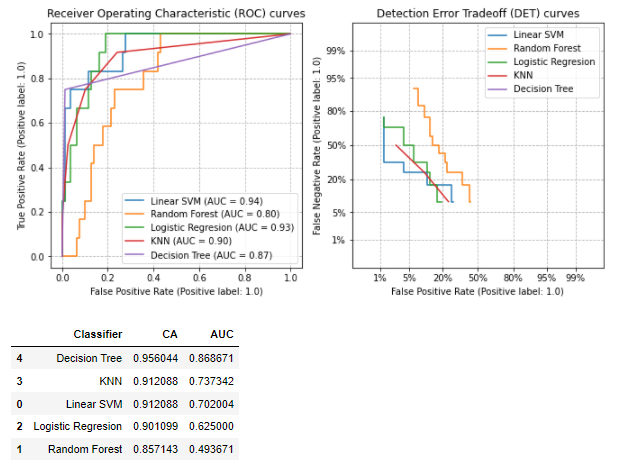 Receiver Operating Characteristic (ROC) curves
True Positive Rate (Positive label: 1.0)
1.0
0.8
0.6
0.4
0.2
0.0
Linear SVM (AUC = 0.94)
Random Forest (AUC = 0.80)
Logistic Regresion (AUC = 0.93)
KNN (AUC = 0.90)
Decision Tree (AUC = 0.87)
0.0 0.2 0.4 0.6 0.8 1.0
False Positive Rate (Positive label: 1.0)
Detection Error Tradeoff (DET) curves
False Negative Rate (Positive label: 1.0)
99%
95%
80%
50%
20%
5%
1%
Linear SVM
Random Forest
Logistic Regresion
KNN
Decision Tree
1% 5% 20% 50% 80% 95% 99%
False Positive Rate (Positive label: 1.0)
Classifier CA AUC
4 Decision Tree 0.956044 0.868671
3 KNN 0.912088 0.737342
0 Linear SVM 0.912088 0.702004
2 Logistic Regresion 0.901099 0.625000
1 Random Forest 0.857143 0.493671